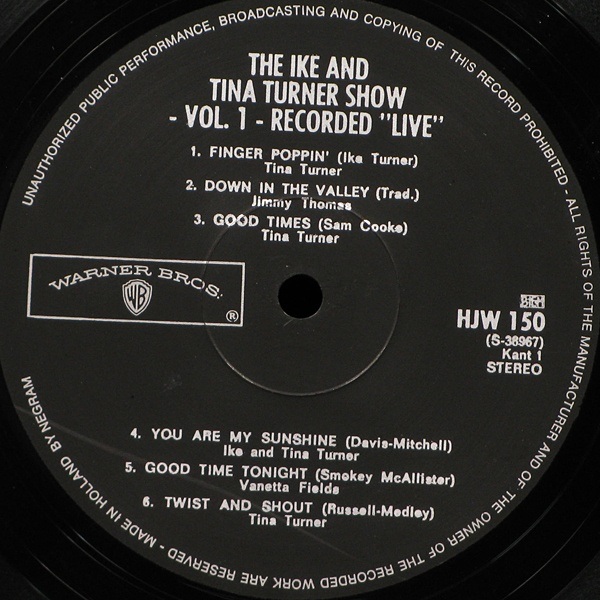 UNAUTHORIZED PUBLIC PERFORMANCE, BROADCASTING AND COPYING OF THIS RECORD PROHIBITED - ALL RIGHTS OF THE MANUFACTURER AND OF THE OWNER OF THE RECORDED WORK ARE RESERVED - MADE IN HOLLAND BY NEGRAM
THE IKE AND
TINA TURNER SHOW
- VOL. 1 - RECORDED "LIVE"
1. FINGER POPPIN' (Ike Turner)
Tina Turner
2. DOWN IN THE VALLEY (Trad.)
Jimmy Thomas
3. GOOD TIMES (Sam Cooke)
Tina Turner
WARNER BROS.
WB
®
HJW 150
(S-38967)
Kant 1
STEREO
4. YOU ARE MY SUNSHINE (Davis-Mitchell)
Ike and Tina Turner
5. GOOD TIME TONIGHT (Smokey McAllister)
Vanetta Fields
6. TWIST AND SHOUT (Russell-Medley)
Tina Turner